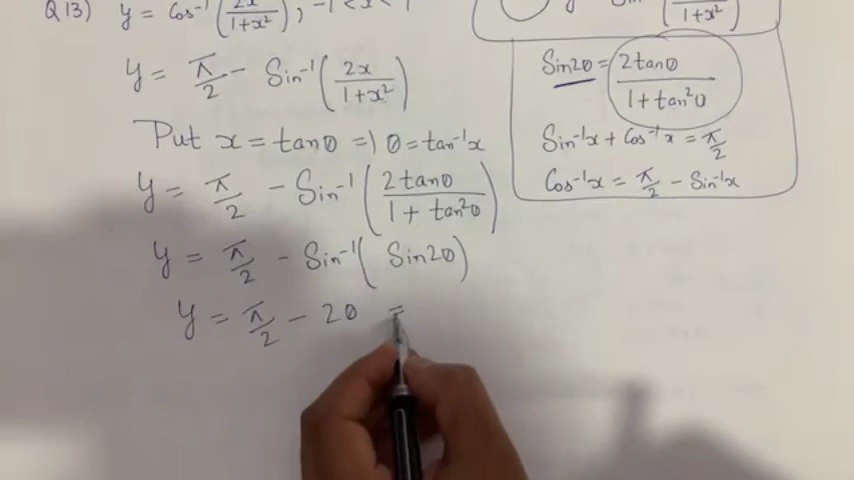 Q 13) y = Cos⁻¹(2x/1+x²), -1 < x < 1
y = π/2 - Sin⁻¹(2x/1+x²)
Put x = tanθ =) θ = tan⁻¹x
y = π/2 - Sin⁻¹(2tanθ/1 + tan²θ)
y = π/2 - Sin⁻¹(Sin2θ)
y = π/2 - 2θ =
1+x²)
Sin2θ = 2tanθ/1 + tan²θ
Sin⁻¹x + Cos⁻¹x = π/2
Cos⁻¹x = π/2 - Sin⁻¹x